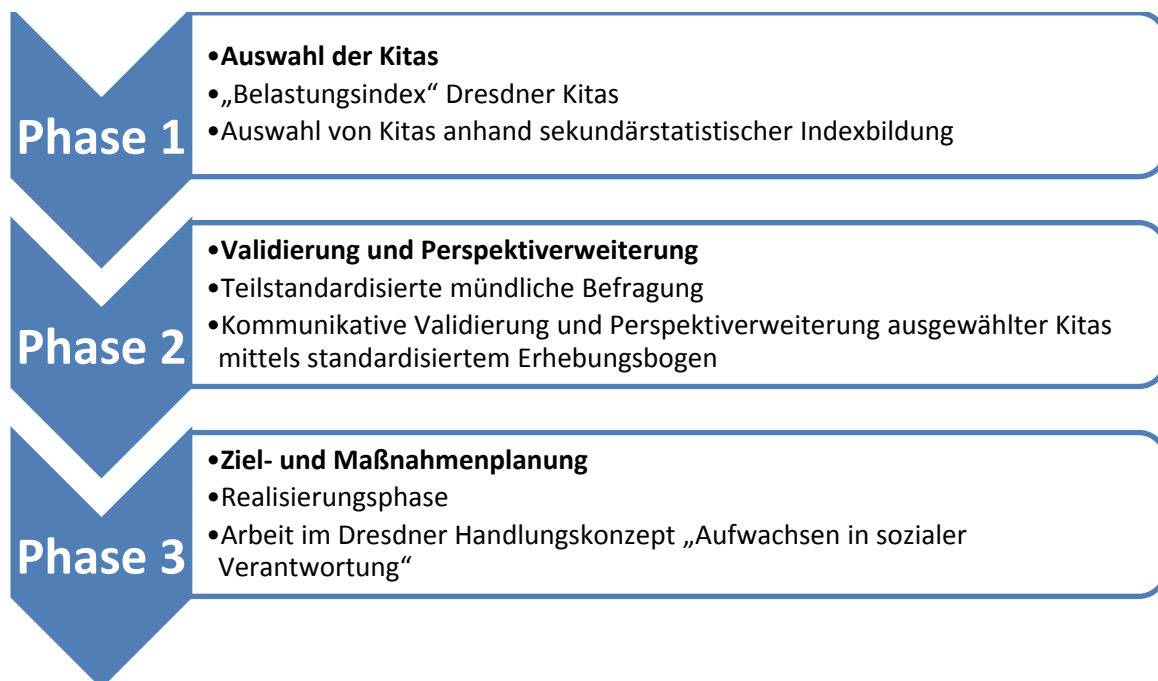 Phase 1
•Auswahl der Kitas
•„Belastungsindex“ Dresdner Kitas
•Auswahl von Kitas anhand sekundärstatistischer Indexbildung
Phase 2
•Validierung und Perspektiverweiterung
•Teilstandardisierte mündliche Befragung
•Kommunikative Validierung und Perspektiverweiterung ausgewählter Kitas
mittels standardisiertem Erhebungsbogen
Phase 3
•Ziel- und Maßnahmenplanung
•Realisierungsphase
•Arbeit im Dresdner Handlungskonzept „Aufwachsen in sozialer
Verantwortung“